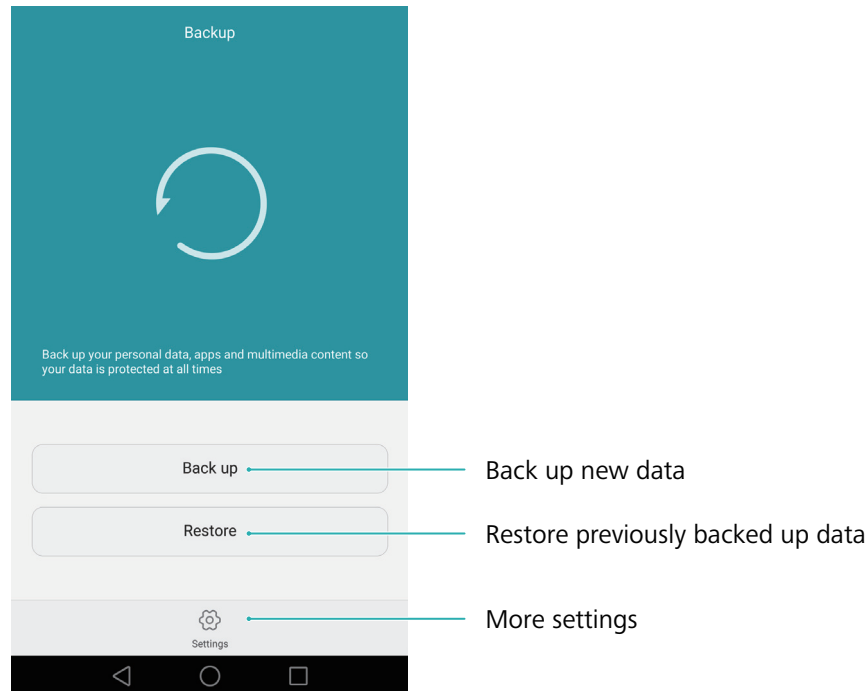 Backup
Back up your personal data, apps and multimedia content so
your data is protected at all times
Back up
Back up new data
Restore
Restore previously backed up data
More settings
Settings